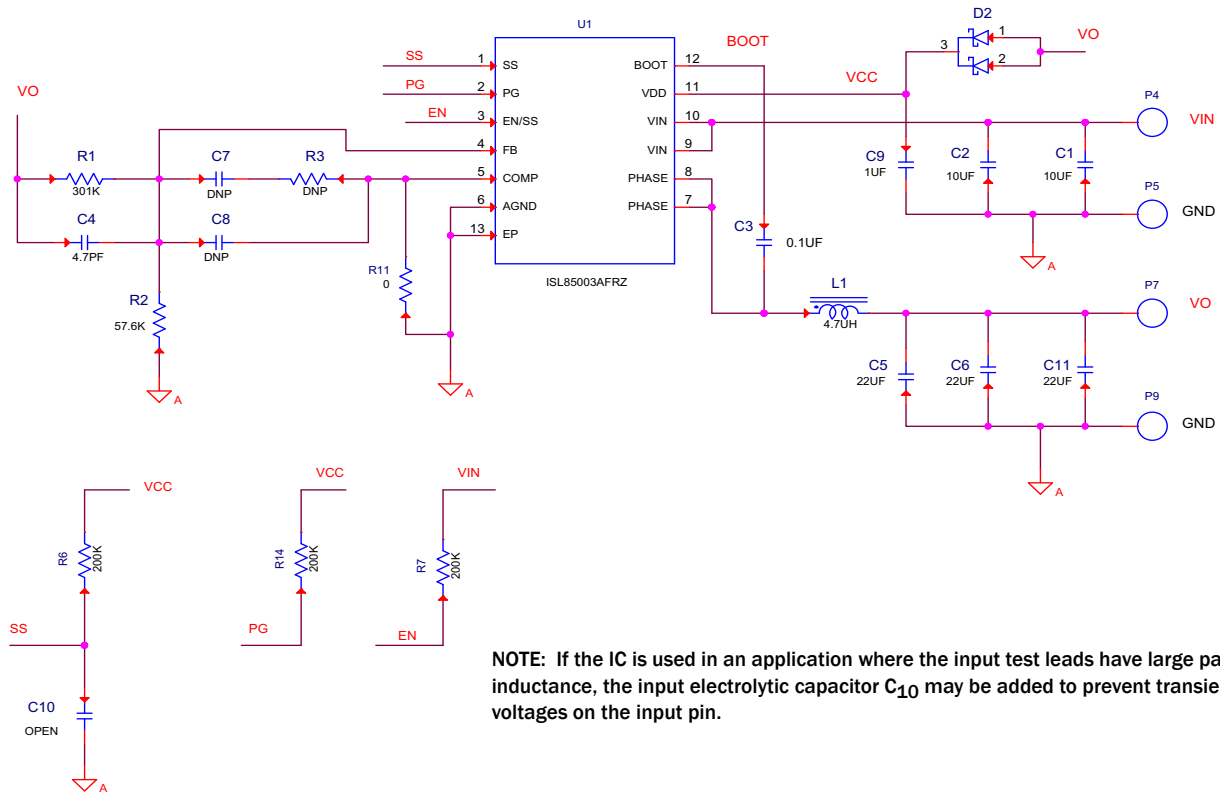 U1
D2
BOOT
VCC
VO
3
1
2
SS
1
SS
BOOT
12
PG
2
PG
VDD
11
EN
3
EN/SS
VIN
10
4
FB
VIN
9
5
COMP
PHASE
8
6
AGND
PHASE
7
13
EP
ISL85003AFRZ
VO
R1
301K
C7
DNP
R3
DNP
C4
4.7PF
C8
DNP
R2
57.6K
A
R11
0
A
C9
1UF
C2
10UF
C1
10UF
P4
VIN
P5
GND
A
C3
0.1UF
L1
4.7UH
P7
VO
C5
22UF
C6
22UF
C11
22UF
P9
GND
A
VCC
R6
200K
SS
C10
OPEN
A
VCC
R14
200K
PG
VIN
R7
200K
EN
NOTE: If the IC is used in an application where the input test leads have large pa
inductance, the input electrolytic capacitor C10 may be added to prevent transie
voltages on the input pin.